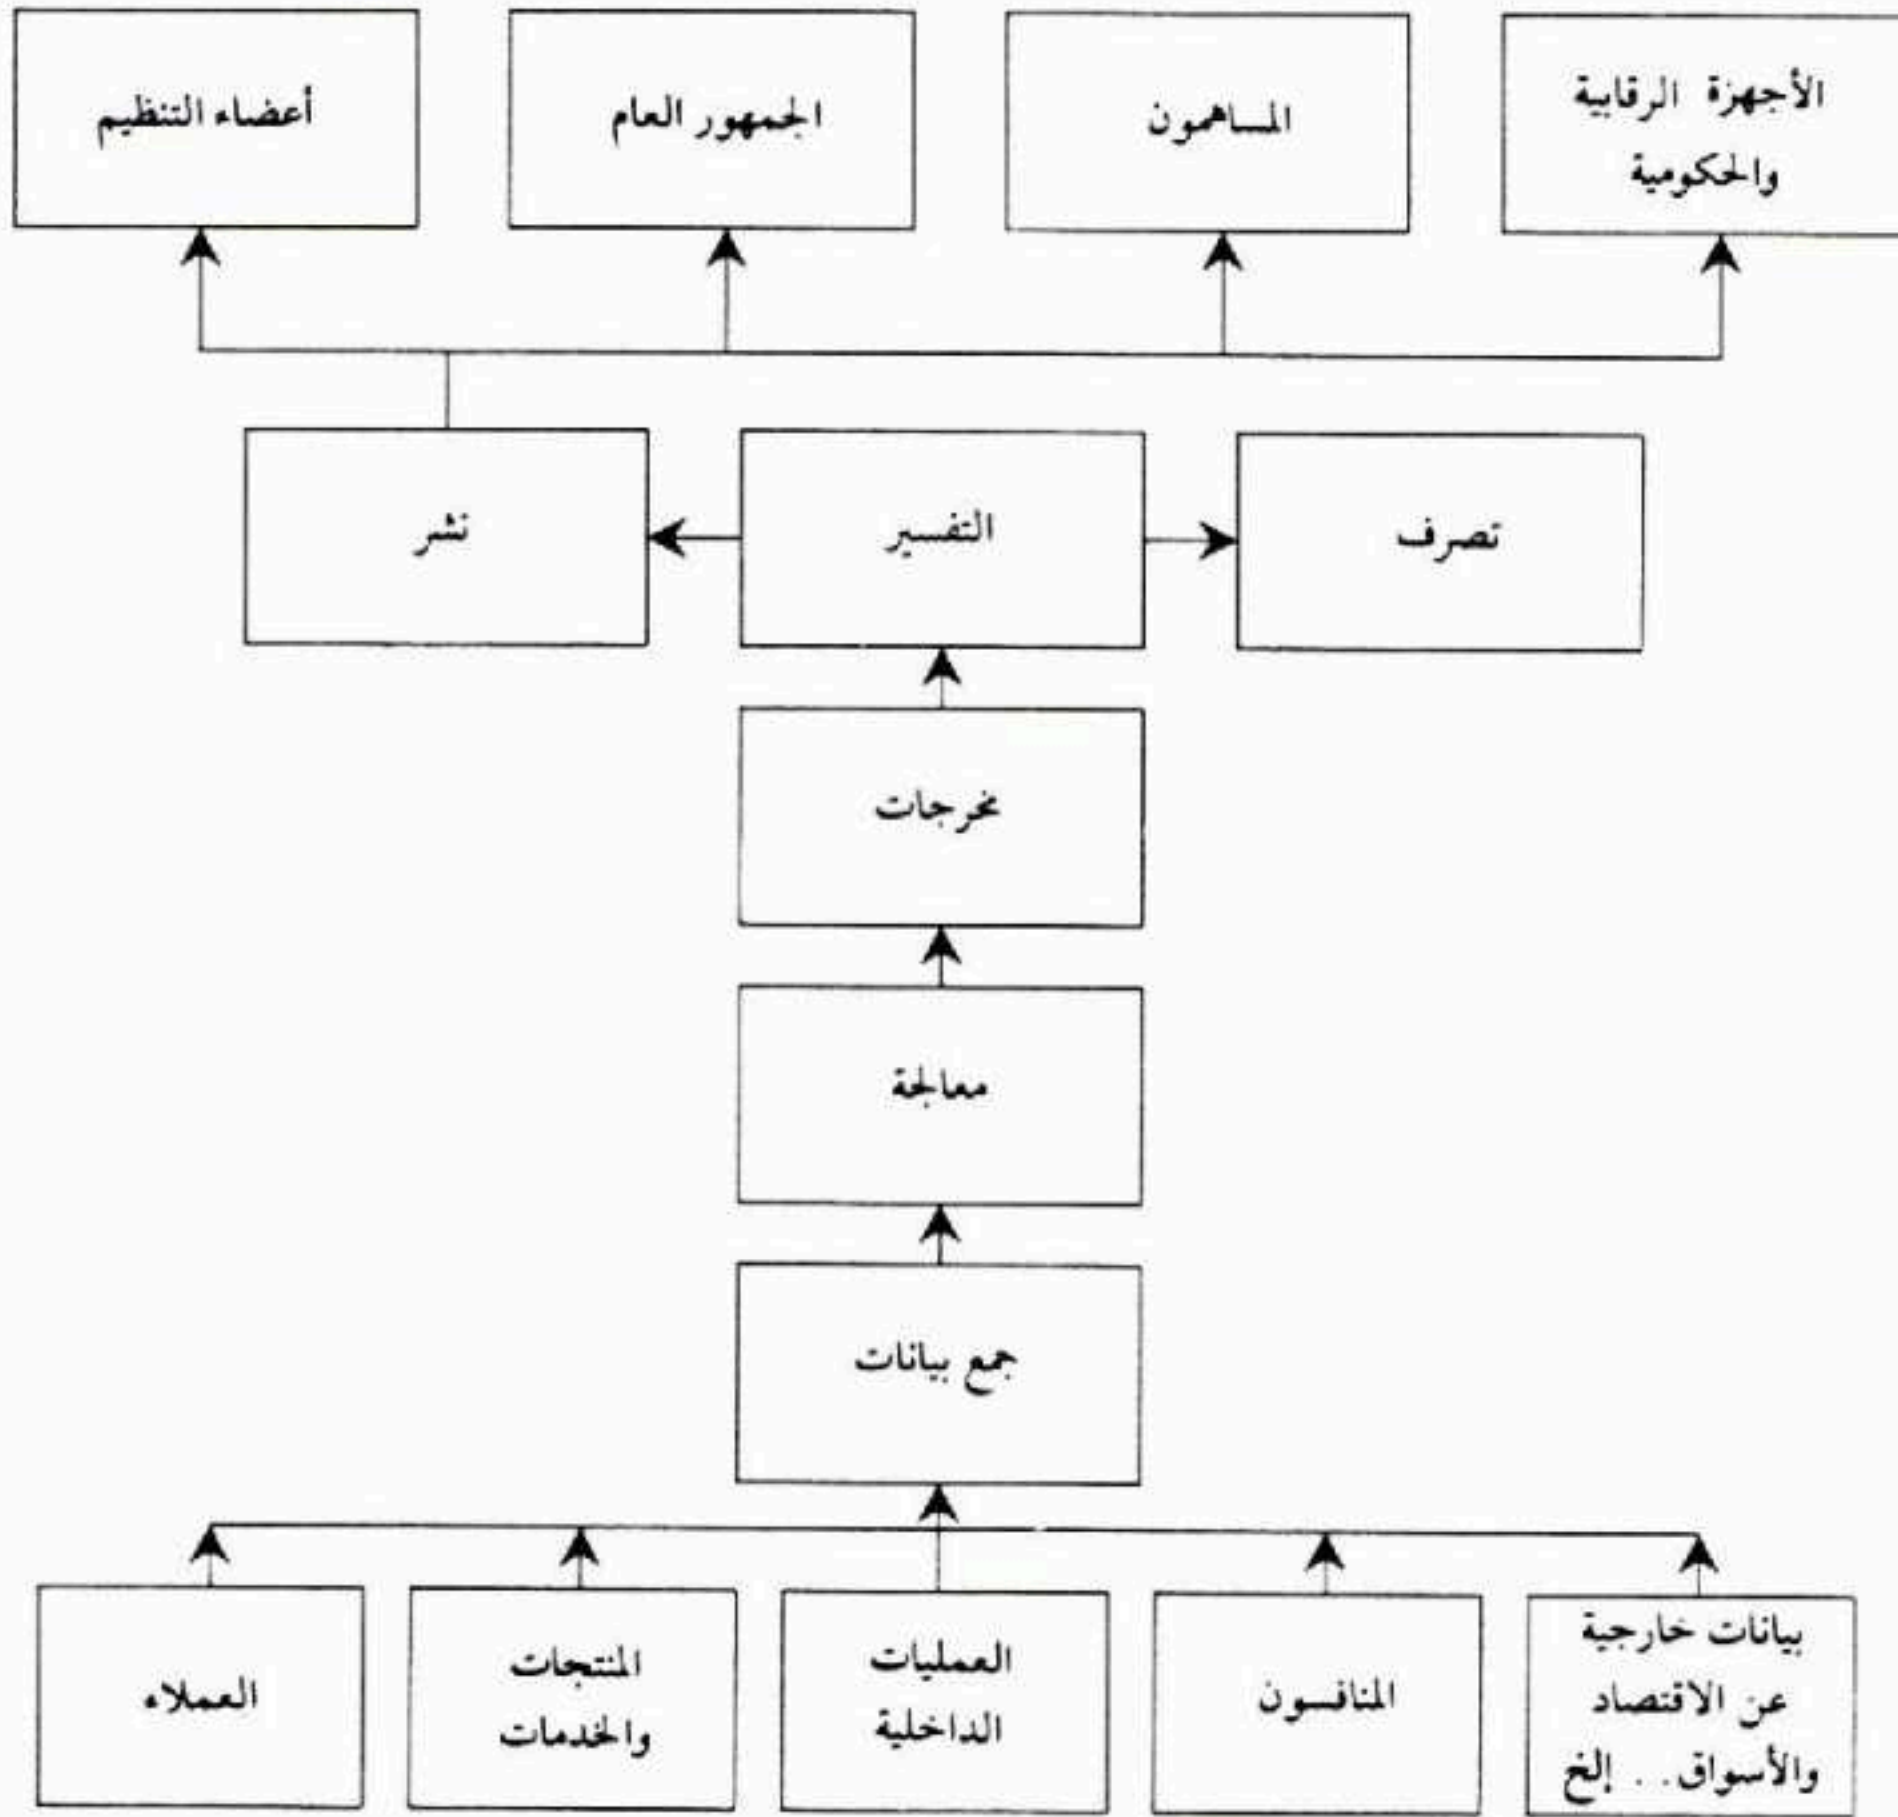 الأجهزة الرقابية
والحكومية
المساهمون
الجمهور العام
أعضاء التنظيم
تصرف
التفسير
نشر
مخرجات
معالجة
جمع بيانات
بيانات خارجية
عن الاقتصاد
والأسواق.. إلخ
المنافسون
العمليات
الداخلية
المنتجات
والخدمات
العملاء